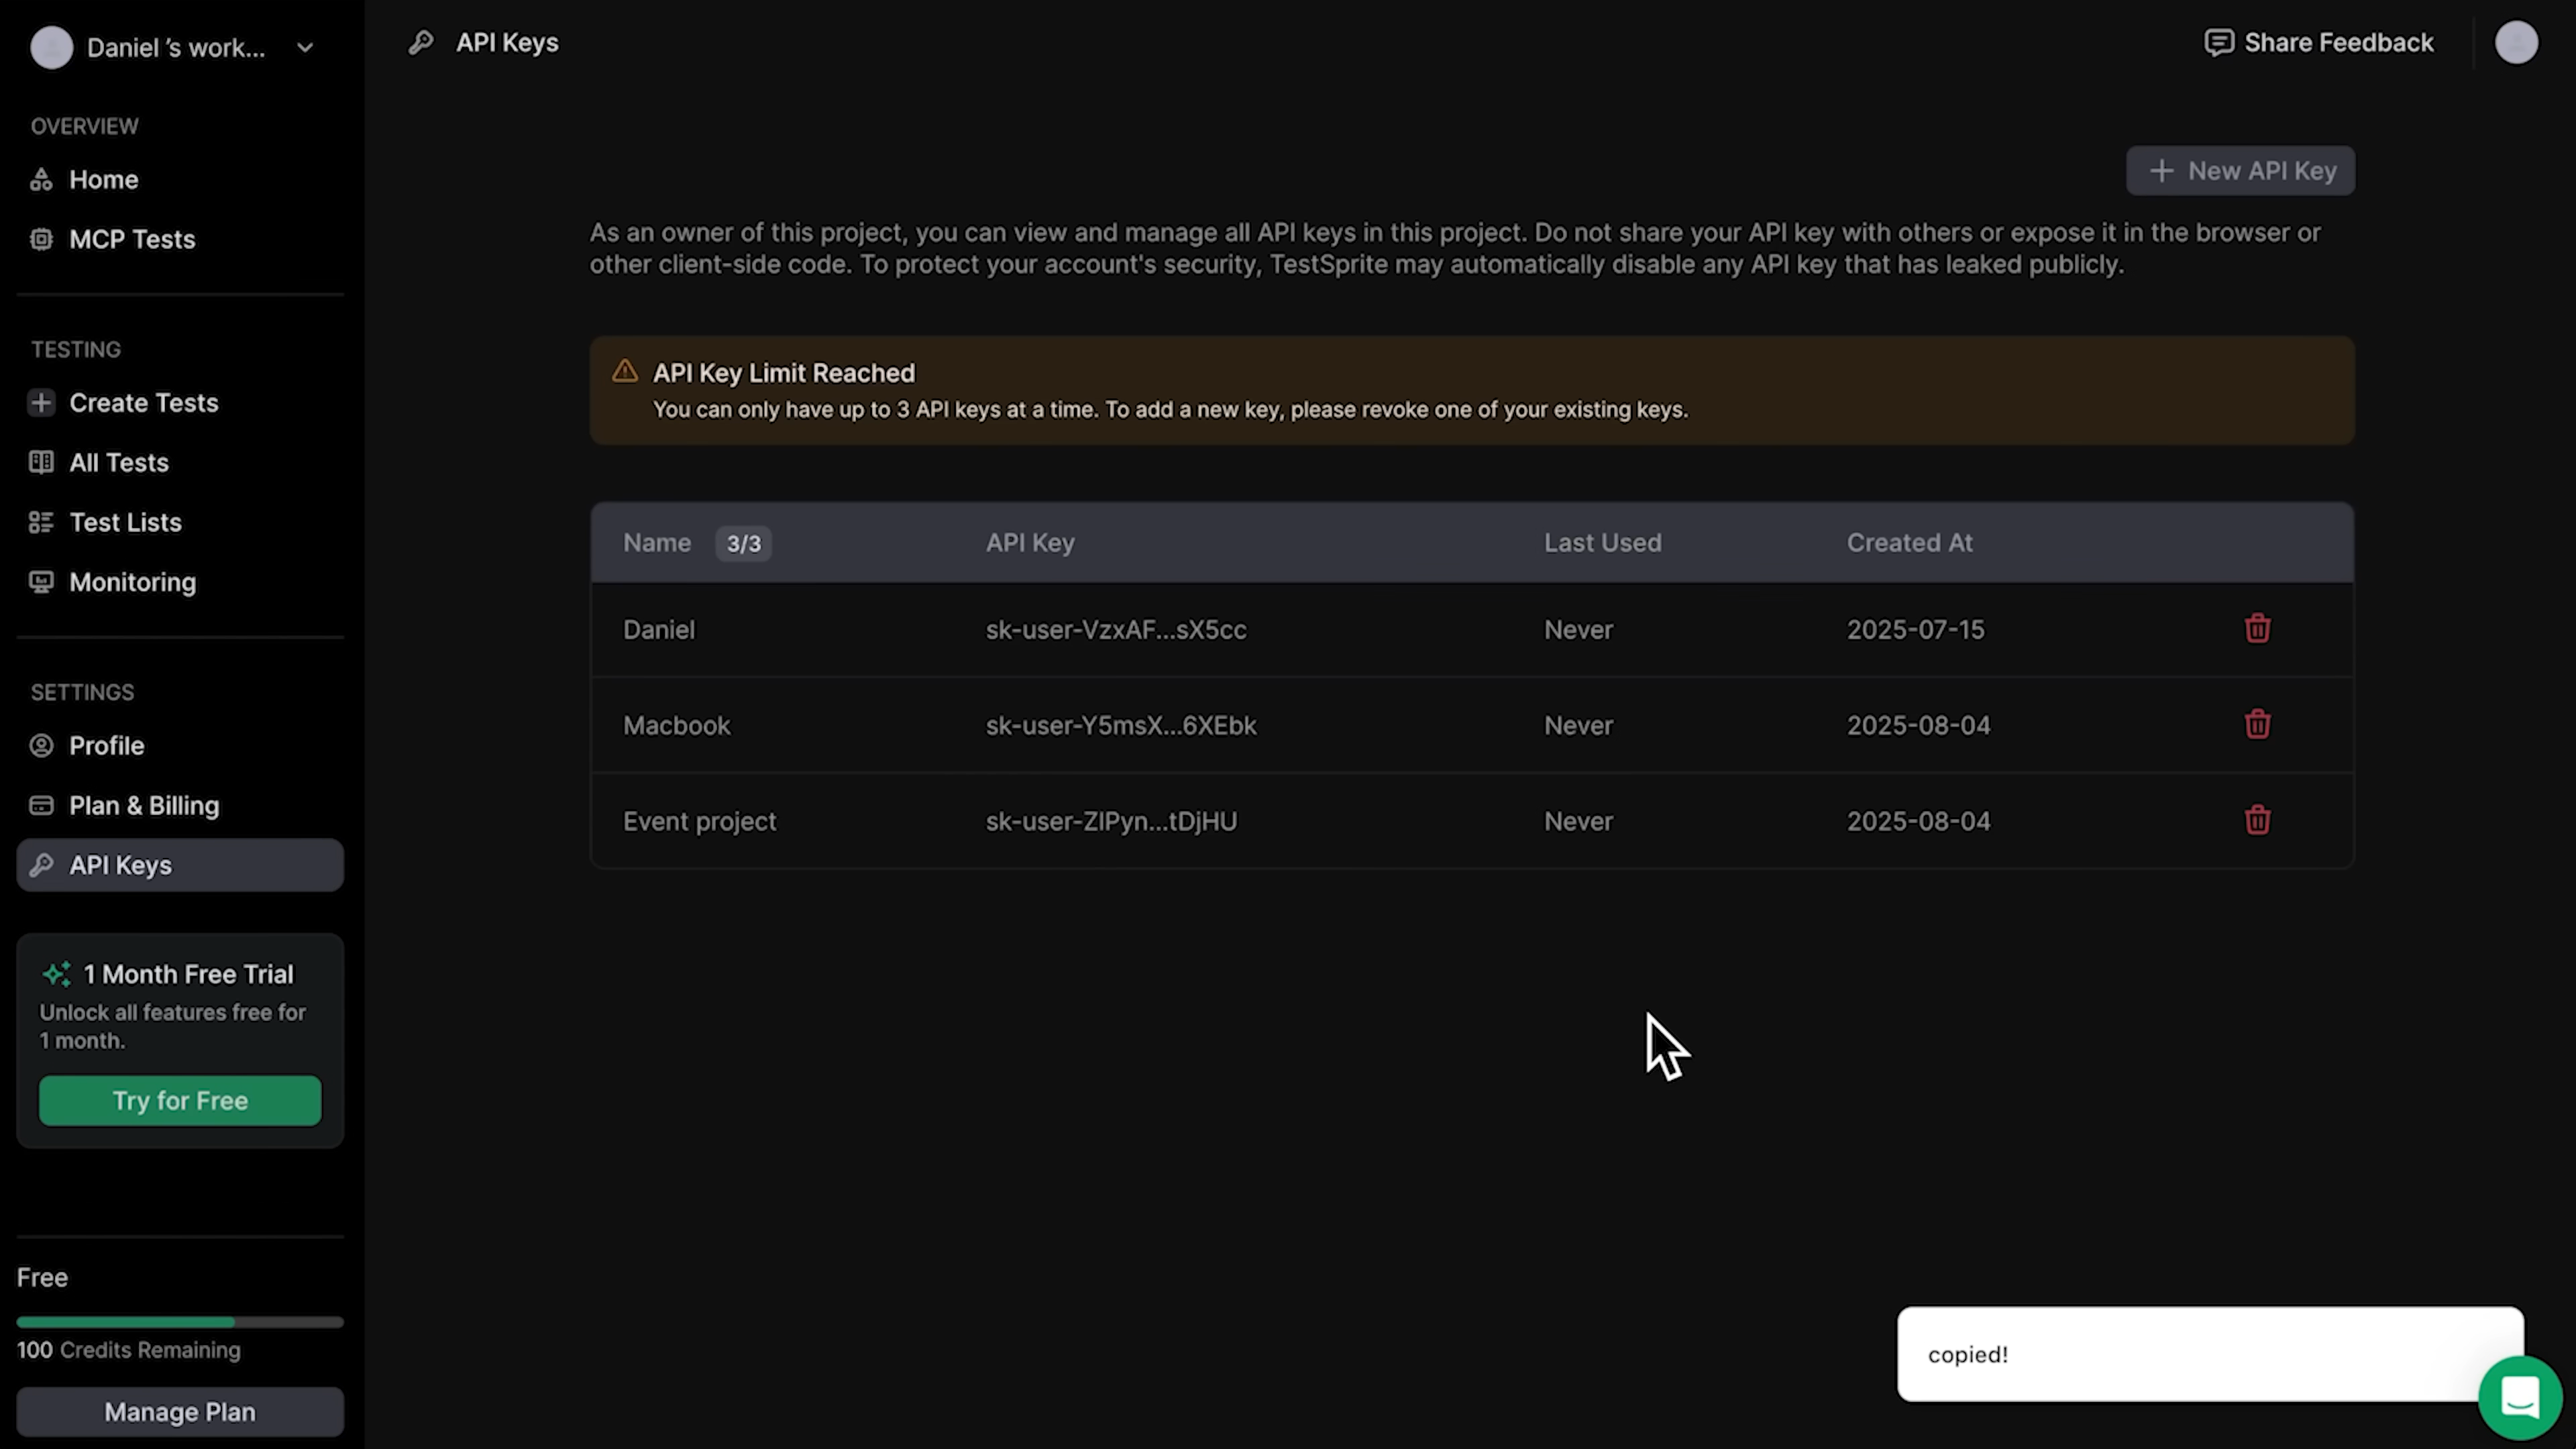 Daniel 's work...
OVERVIEW
Home
MCP Tests
TESTING
Create Tests
All Tests
Test Lists
Monitoring
SETTINGS
Profile
Plan & Billing
API Keys
1 Month Free Trial
Unlock all features free for
1 month.
Try for Free
Free
100 Credits Remaining
Manage Plan
API Keys
Share Feedback
+ New API Key
As an owner of this project, you can view and manage all API keys in this project. Do not share your API key with others or expose it in the browser or
other client-side code. To protect your account's security, TestSprite may automatically disable any API key that has leaked publicly.
API Key Limit Reached
You can only have up to 3 API keys at a time. To add a new key, please revoke one of your existing keys.
Name 3/3 API Key Last Used Created At
Daniel sk-user-VzxAF...sX5cc Never 2025-07-15
Macbook sk-user-Y5msX...6XEbk Never 2025-08-04
Event project sk-user-ZIPyn...tDjHU Never 2025-08-04
copied!